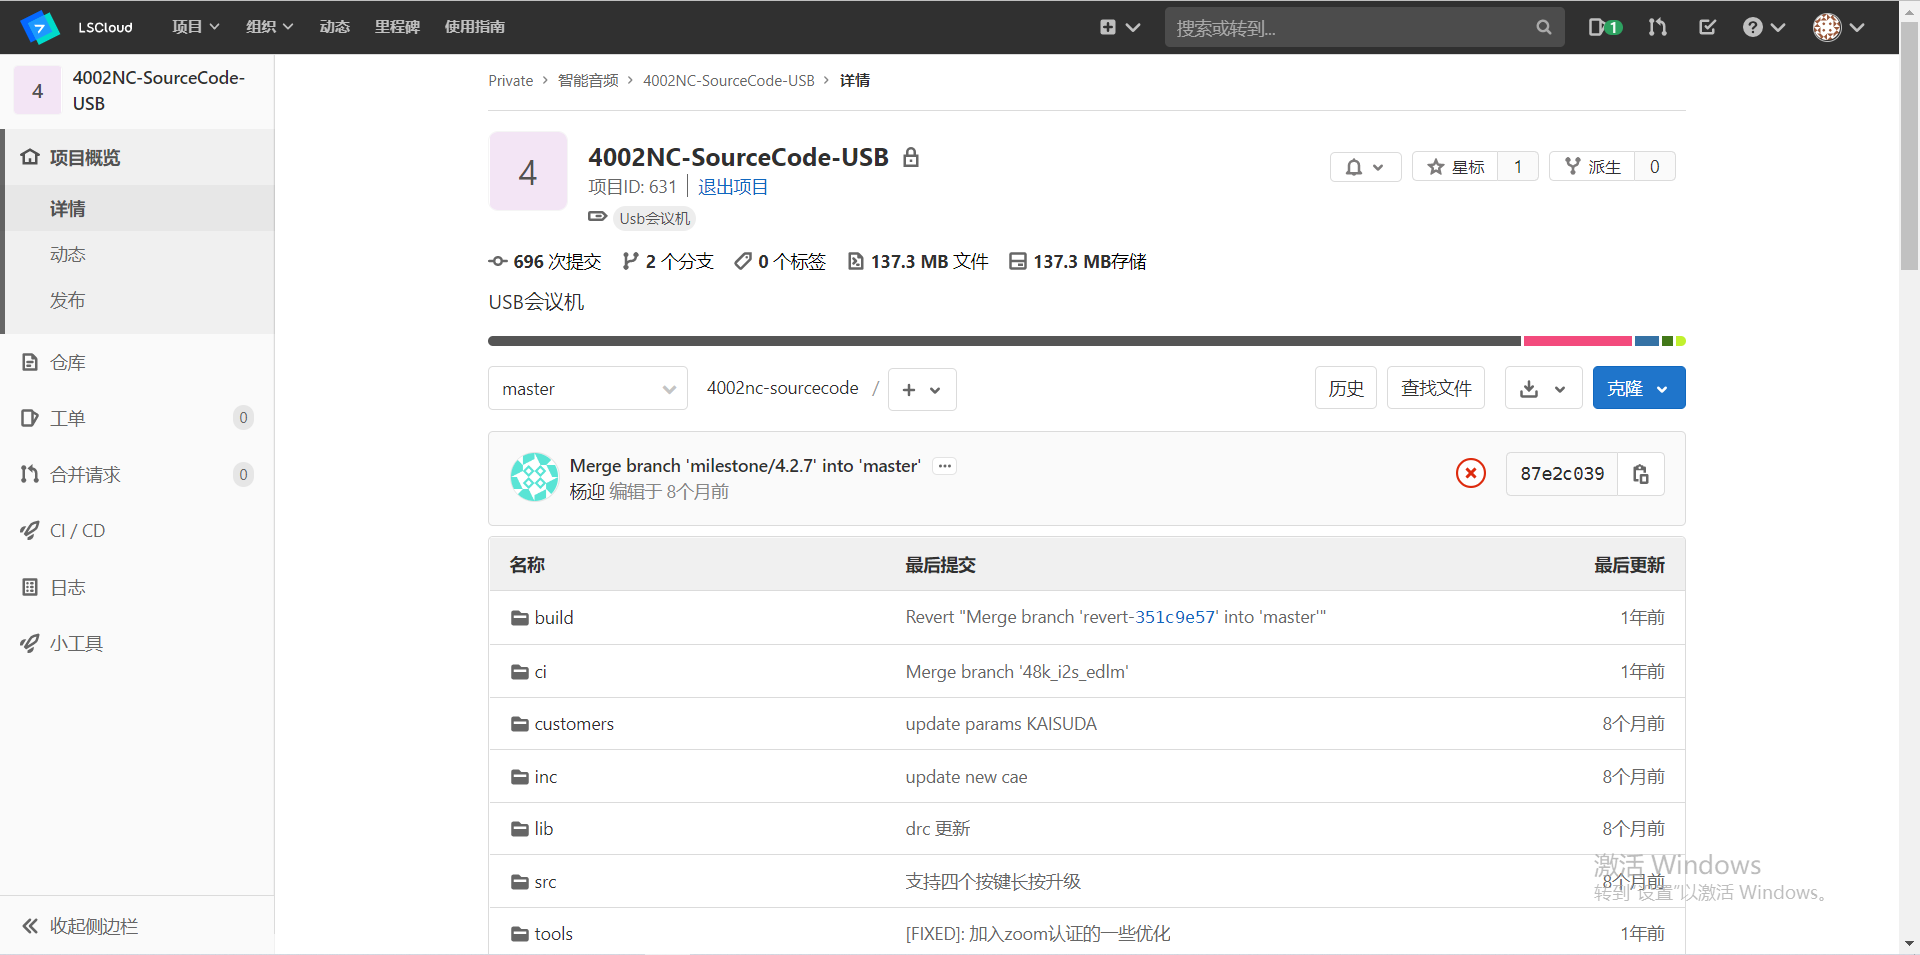 LSCloud 项目 组织 动态 里程碑 使用指南 搜索或转到... 1
4 4002NC-SourceCode-
USB
项目概览
详情
动态
发布
仓库
工单 0
合并请求 0
CI / CD
日志
小工具
收起侧边栏
Private > 智能音频 > 4002NC-SourceCode-USB > 详情
4
4002NC-SourceCode-USB
星标 1 派生 0
项目ID: 631 | 退出项目
Usb会议机
696 次提交 2 个分支 0 个标签 137.3 MB 文件 137.3 MB存储
USB会议机
master 4002nc-sourcecode / + 历史 查找文件 克隆
Merge branch 'milestone/4.2.7' into 'master' ...
杨迎 编辑于 8个月前
87e2c039
名称 最后提交 最后更新
build Revert "Merge branch 'revert-351c9e57' into 'master'" 1年前
ci Merge branch '48k_i2s_edlm' 1年前
customers update params KAISUDA 8个月前
inc update new cae 8个月前
lib drc 更新 8个月前
src 支持四个按键长按升级 8个月前
tools [FIXED]: 加入zoom认证的一些优化 1年前
激活 Windows
转到"设置"以激活 Windows。